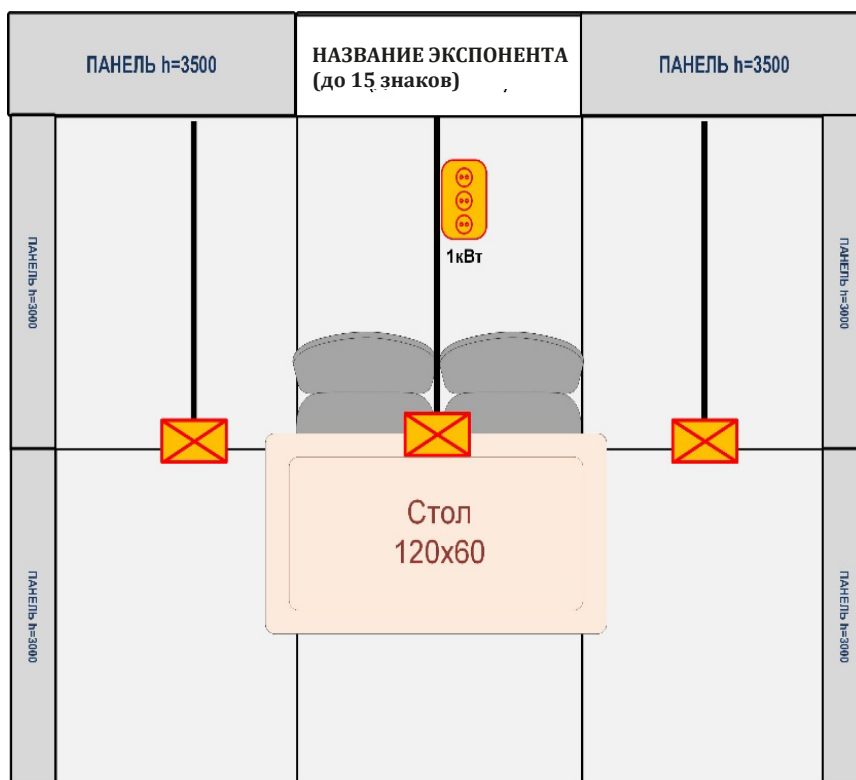 ПАНЕЛЬ h=3500
НАЗВАНИЕ ЭКСПОНЕНТА
(до 15 знаков)
ПАНЕЛЬ h=3500
ПАНЕЛЬ h=3000
1кВт
ПАНЕЛЬ h=3000
Стол
120x60
ПАНЕЛЬ h=3000
ПАНЕЛЬ h=3000